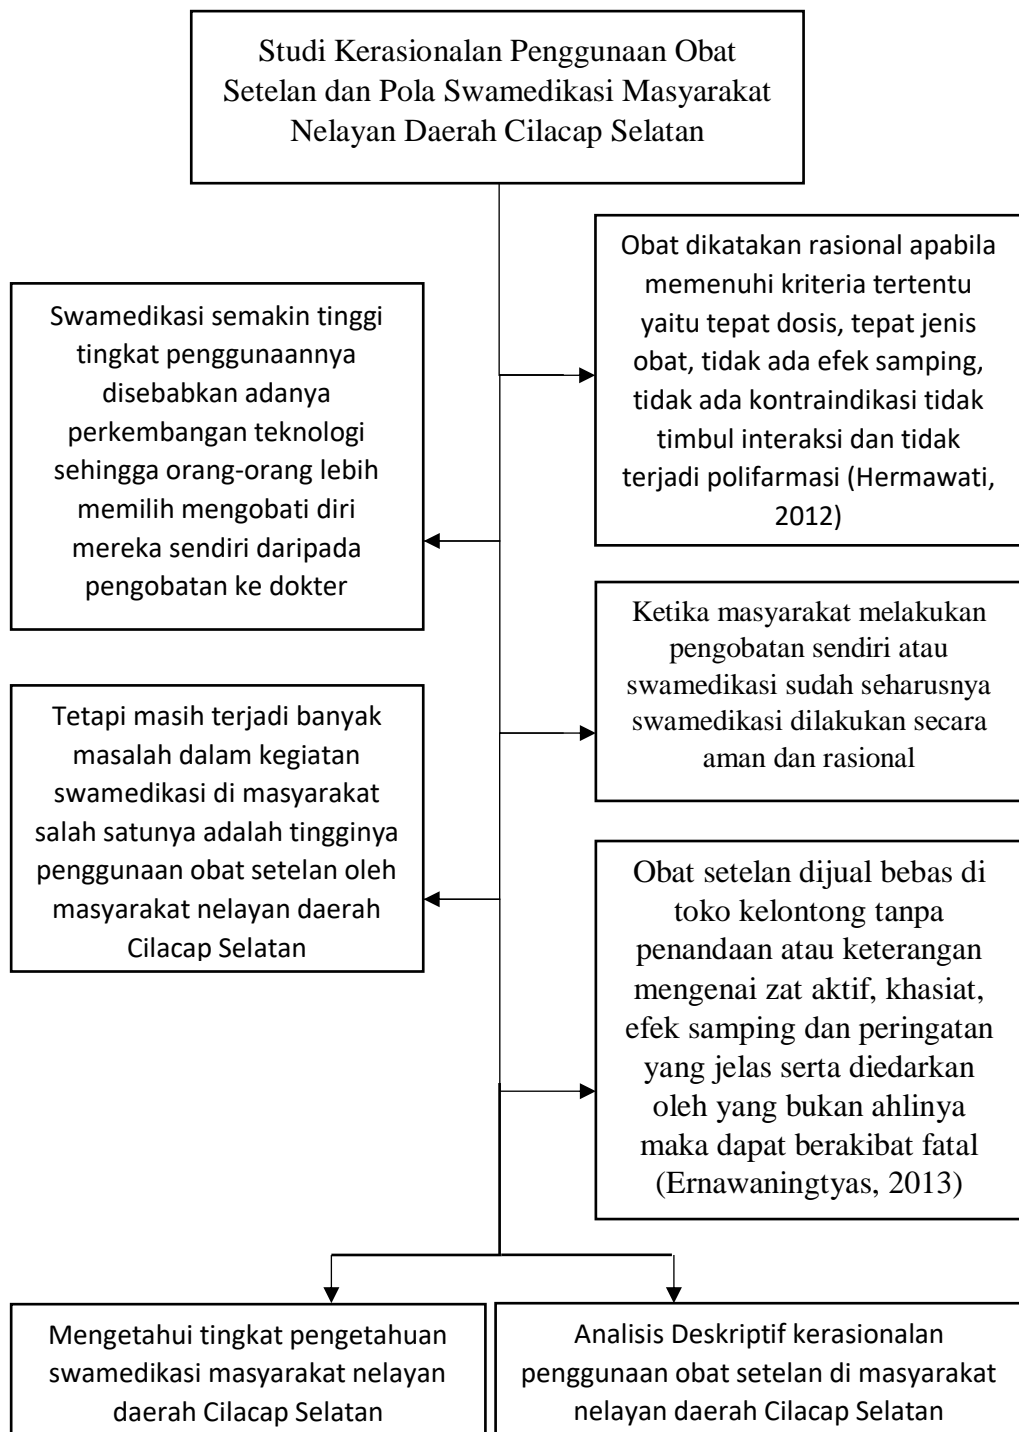 Studi Kerasionalan Penggunaan Obat
Setelan dan Pola Swamedikasi Masyarakat
Nelayan Daerah Cilacap Selatan
Obat dikatakan rasional apabila
memenuhi kriteria tertentu
yaitu tepat dosis, tepat jenis
obat, tidak ada efek samping,
tidak ada kontraindikasi tidak
timbul interaksi dan tidak
terjadi polifarmasi (Hermawati,
2012)
Swamedikasi semakin tinggi
tingkat penggunaannya
disebabkan adanya
perkembangan teknologi
sehingga orang-orang lebih
memilih mengobati diri
mereka sendiri daripada
pengobatan ke dokter
Ketika masyarakat melakukan
pengobatan sendiri atau
swamedikasi sudah seharusnya
swamedikasi dilakukan secara
aman dan rasional
Tetapi masih terjadi banyak
masalah dalam kegiatan
swamedikasi di masyarakat
salah satunya adalah tingginya
penggunaan obat setelan oleh
masyarakat nelayan daerah
Cilacap Selatan
Obat setelan dijual bebas di
toko kelontong tanpa
penandaan atau keterangan
mengenai zat aktif, khasiat,
efek samping dan peringatan
yang jelas serta diedarkan
oleh yang bukan ahlinya
maka dapat berakibat fatal
(Ernawaningtyas, 2013)
Mengetahui tingkat pengetahuan
swamedikasi masyarakat nelayan
daerah Cilacap Selatan
Analisis Deskriptif kerasionalan
penggunaan obat setelan di masyarakat
nelayan daerah Cilacap Selatan